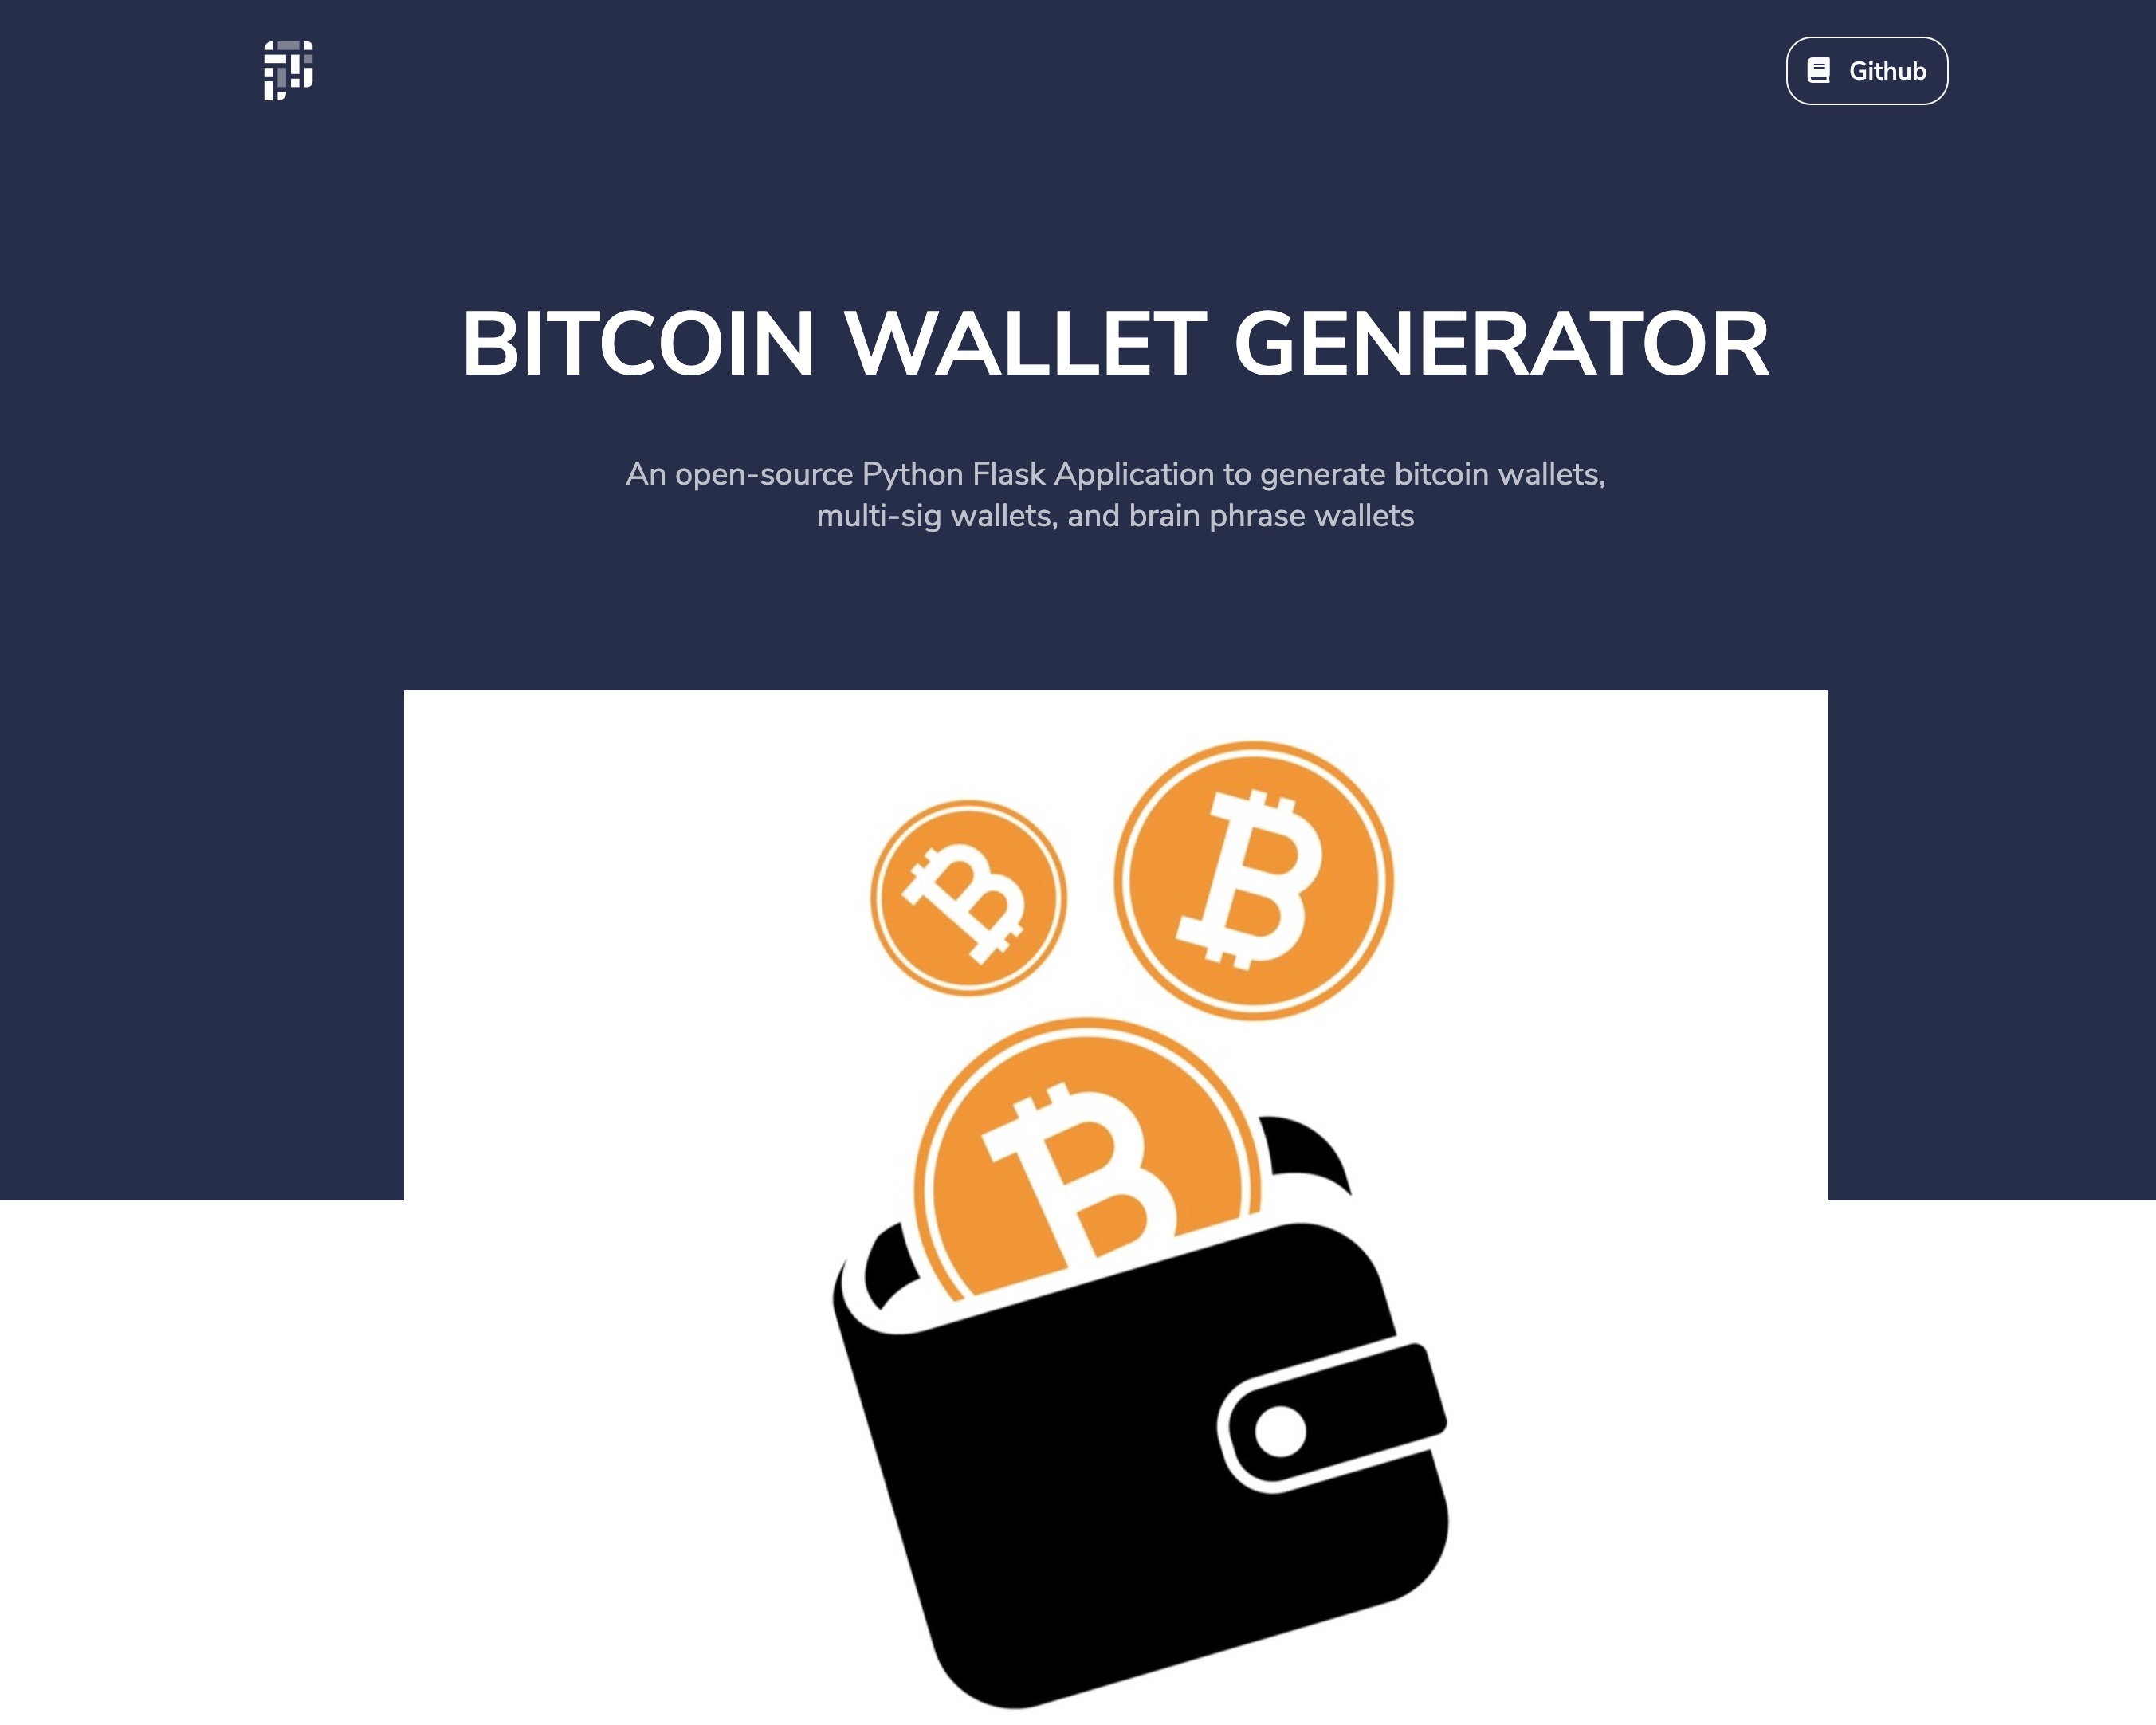 Github
BITCOIN WALLET GENERATOR
An open-source Python Flask Application to generate bitcoin wallets,
multi-sig wallets, and brain phrase wallets